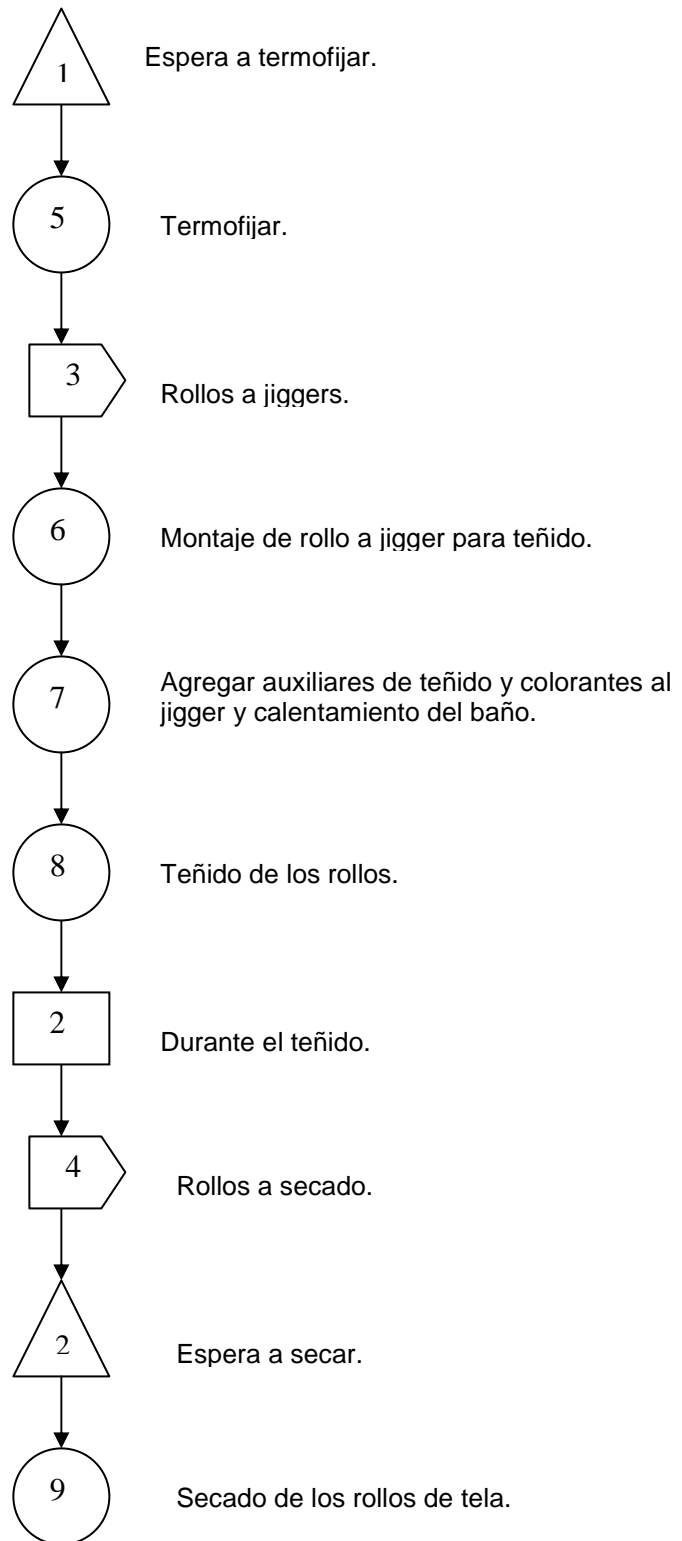 1
Espera a termofijar.
5
Termofijar.
3
Rollos a jiggers.
6
Montaje de rollo a jigger para teñido.
7
Agregar auxiliares de teñido y colorantes al
jigger y calentamiento del baño.
8
Teñido de los rollos.
2
Durante el teñido.
4
Rollos a secado.
2
Espera a secar.
9
Secado de los rollos de tela.